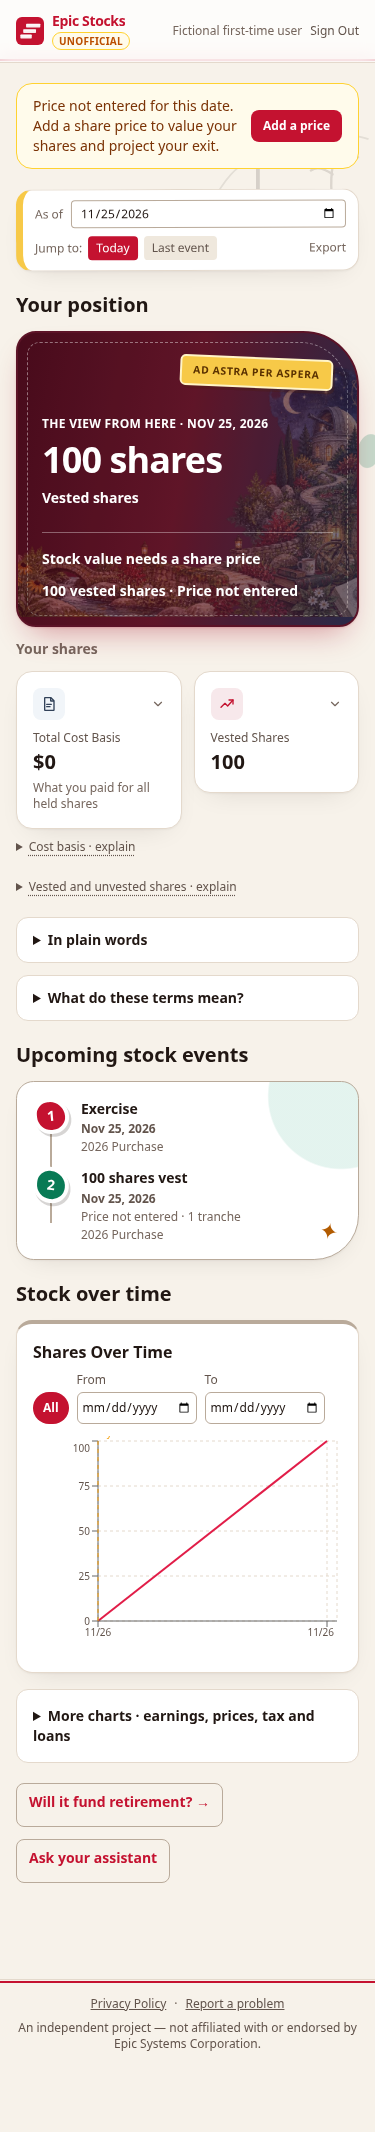 Epic Stocks
UNOFFICIAL
Fictional first-time user
Sign Out
Price not entered for this date.
Add a share price to value your
shares and project your exit.
Add a price
As of
11/25/2026
Jump to:
Today
Last event
Export
Your position
AD ASTRA PER ASPERA
THE VIEW FROM HERE · NOV 25, 2026
100 shares
Vested shares
Stock value needs a share price
100 vested shares · Price not entered
Your shares
Total Cost Basis
$0
What you paid for all
held shares
Vested Shares
100
Cost basis · explain
Vested and unvested shares · explain
In plain words
What do these terms mean?
Upcoming stock events
1
Exercise
Nov 25, 2026
2026 Purchase
2
100 shares vest
Nov 25, 2026
Price not entered · 1 tranche
2026 Purchase
Stock over time
Shares Over Time
From
To
All
mm/dd/yyyy
mm/dd/yyyy
100
75
50
25
0
11/26
11/26
More charts · earnings, prices, tax and
loans
Will it fund retirement? →
Ask your assistant
Privacy Policy · Report a problem
An independent project — not affiliated with or endorsed by
Epic Systems Corporation.